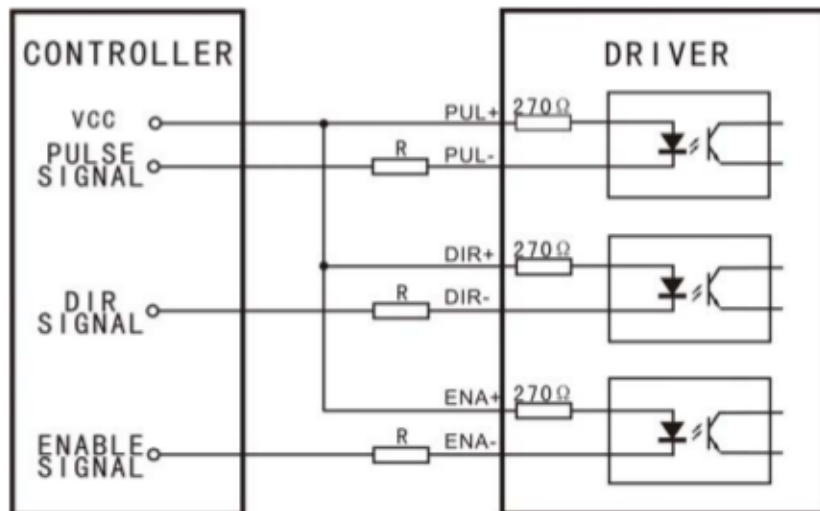 CONTROLLER
DRIVER
VCC
PUL+
270Ω
PULSE
SIGNAL
R
PUL-
DIR+
270Ω
DIR
SIGNAL
R
DIR-
ENA+
270Ω
ENABLE
SIGNAL
R
ENA-